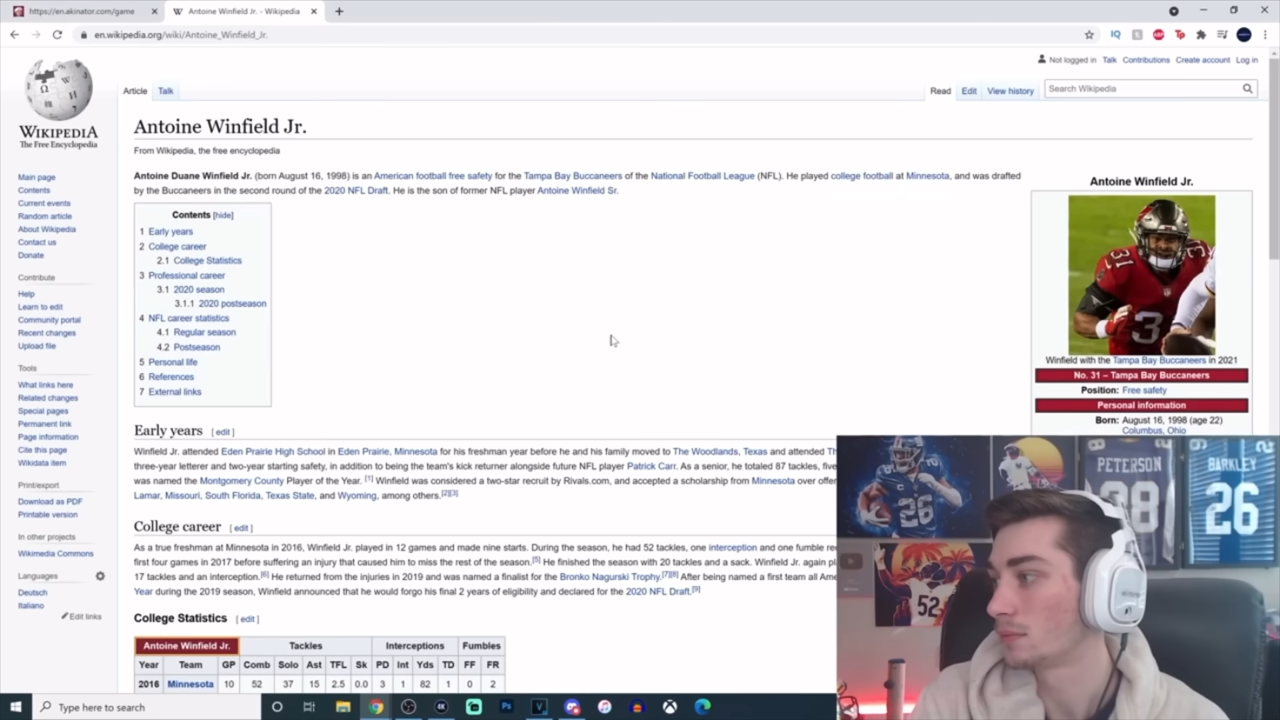 https://en.akinator.com/game
Antoine Winfield Jr. - Wikipedia
en.wikipedia.org/wiki/Antoine_Winfield_Jr.
Not logged in Talk Contributions Create account Log in
Article Talk
Read Edit View history
Search Wikipedia
WIKIPEDIA
The Free Encyclopedia
Main page
Contents
Current events
Random article
About Wikipedia
Contact us
Donate
Contribute
Help
Learn to edit
Community portal
Recent changes
Upload file
Tools
What links here
Related changes
Special pages
Permanent link
Page information
Cite this page
Wikidata item
Print/export
Download as PDF
Printable version
In other projects
Wikimedia Commons
Languages
Deutsch
Italiano
Edit links
Antoine Winfield Jr.
From Wikipedia, the free encyclopedia
Antoine Duane Winfield Jr. (born August 16, 1998) is an American football free safety for the Tampa Bay Buccaneers of the National Football League (NFL). He played college football at Minnesota, and was drafted
by the Buccaneers in the second round of the 2020 NFL Draft. He is the son of former NFL player Antoine Winfield Sr.
Contents [hide]
1 Early years
2 College career
2.1 College Statistics
3 Professional career
3.1 2020 season
3.1.1 2020 postseason
4 NFL career statistics
4.1 Regular season
4.2 Postseason
5 Personal life
6 References
7 External links
Antoine Winfield Jr.
31
3
Winfield with the Tampa Bay Buccaneers in 2021
No. 31 – Tampa Bay Buccaneers
Position: Free safety
Personal information
Born: August 16, 1998 (age 22)
Columbus, Ohio
Early years [ edit ]
Winfield Jr. attended Eden Prairie High School in Eden Prairie, Minnesota for his freshman year before he and his family moved to The Woodlands, Texas and attended Th
three-year letterer and two-year starting safety, in addition to being the team's kick returner alongside future NFL player Patrick Carr. As a senior, he totaled 87 tackles, five
was named the Montgomery County Player of the Year. [1] Winfield was considered a two-star recruit by Rivals.com, and accepted a scholarship from Minnesota over offer
Lamar, Missouri, South Florida, Texas State, and Wyoming, among others.[2][3]
College career [ edit ]
As a true freshman at Minnesota in 2016, Winfield Jr. played in 12 games and made nine starts. During the season, he had 52 tackles, one interception and one fumble re
first four games in 2017 before suffering an injury that caused him to miss the rest of the season.[5] He finished the season with 20 tackles and a sack. Winfield Jr. again pl
17 tackles and an interception.[6] He returned from the injuries in 2019 and was named a finalist for the Bronko Nagurski Trophy.[7][8] After being named a first team all Ame
Year during the 2019 season, Winfield announced that he would forgo his final 2 years of eligibility and declared for the 2020 NFL Draft.[9]
College Statistics [ edit ]
Antoine Winfield Jr. Tackles Interceptions Fumbles
Year Team GP Comb Solo Ast TFL Sk PD Int Yds TD FF FR
2016 Minnesota 10 52 37 15 2.5 0.0 3 1 82 1 0 2
26
PETERSON
BARKLEY
26
52
Type here to search